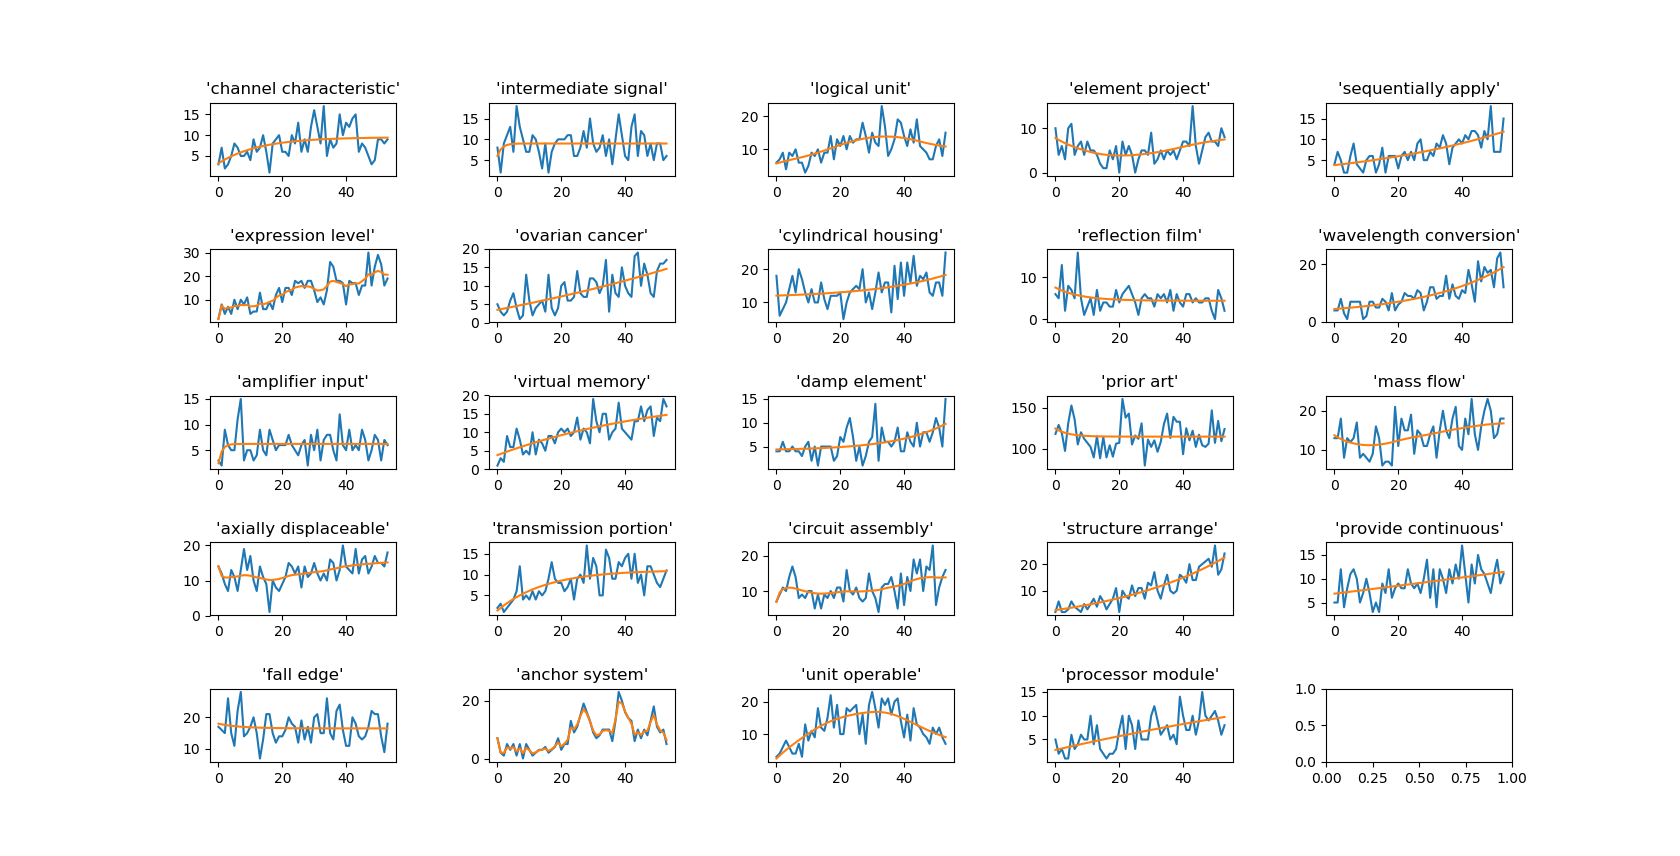 'channel characteristic' 'intermediate signal' 'logical unit' 'element project' 'sequentially apply'
15 15 20 10 15
10 10 10 0 10
5 5 5
0 20 40 0 20 40 0 20 40 0 20 40 0 20 40
'expression level' 'ovarian cancer' 'cylindrical housing' 'reflection film' 'wavelength conversion'
30 20 20 10 20
20 15 10 0 0
10 10
5
0
0 20 40 0 20 40 0 20 40 0 20 40 0 20 40
'amplifier input' 'virtual memory' 'damp element' 'prior art' 'mass flow'
15 20 15 150 20
10 15 10 100 10
5 10 5
5
0
0 20 40 0 20 40 0 20 40 0 20 40 0 20 40
'axially displaceable' 'transmission portion' 'circuit assembly' 'structure arrange' 'provide continuous'
20 15 20 20 15
10 10 10 10 10
0 5 5
0 20 40 0 20 40 0 20 40 0 20 40 0 20 40
'fall edge' 'anchor system' 'unit operable' 'processor module'
20 20 20 15 1.0
10 0 10 10 0.5
5 0.0
0 20 40 0 20 40 0 20 40 0 20 40 0.00 0.25 0.50 0.75 1.00